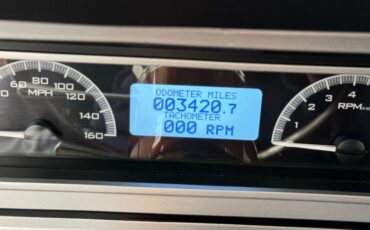 ODOMETER MILES
003420.7
TACHOMETER
000 RPM
80
100
60
120
MPH
140
160
1
2
3
4
RPM